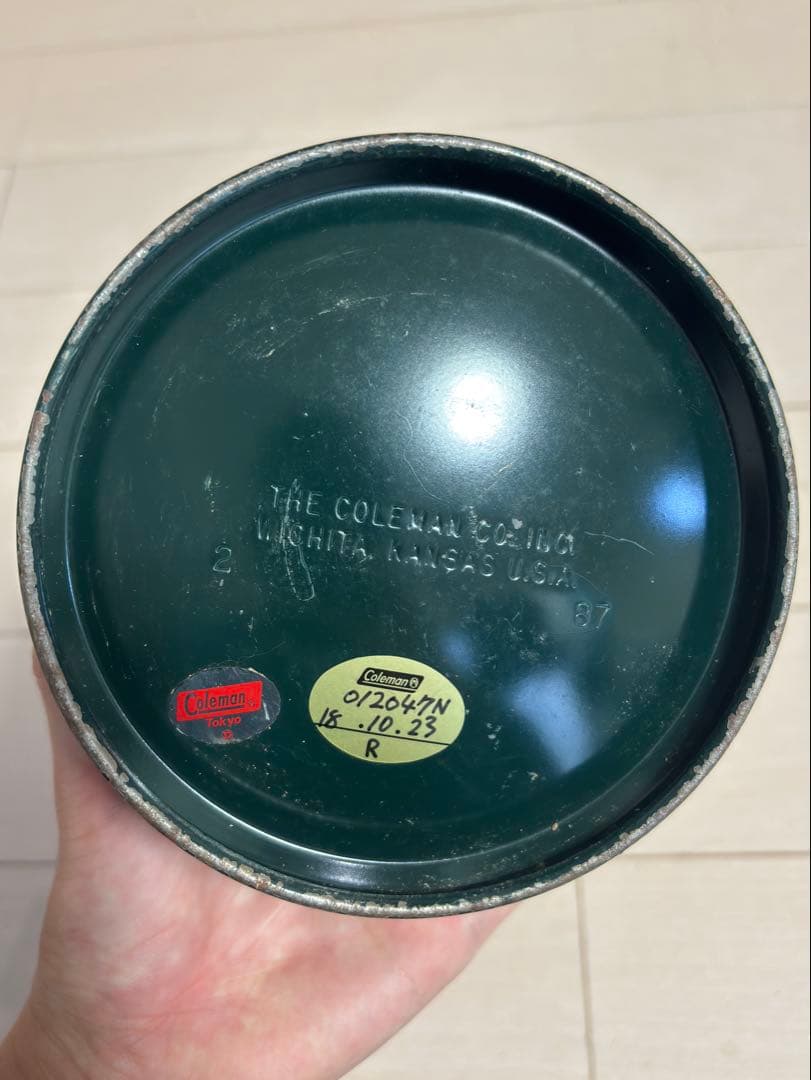 THE COLEMAN CO. INC.
WICHITA, KANSAS U.S.A.
2
87
Coleman®
Tokyo
Coleman®
012047N
18.10.23
R